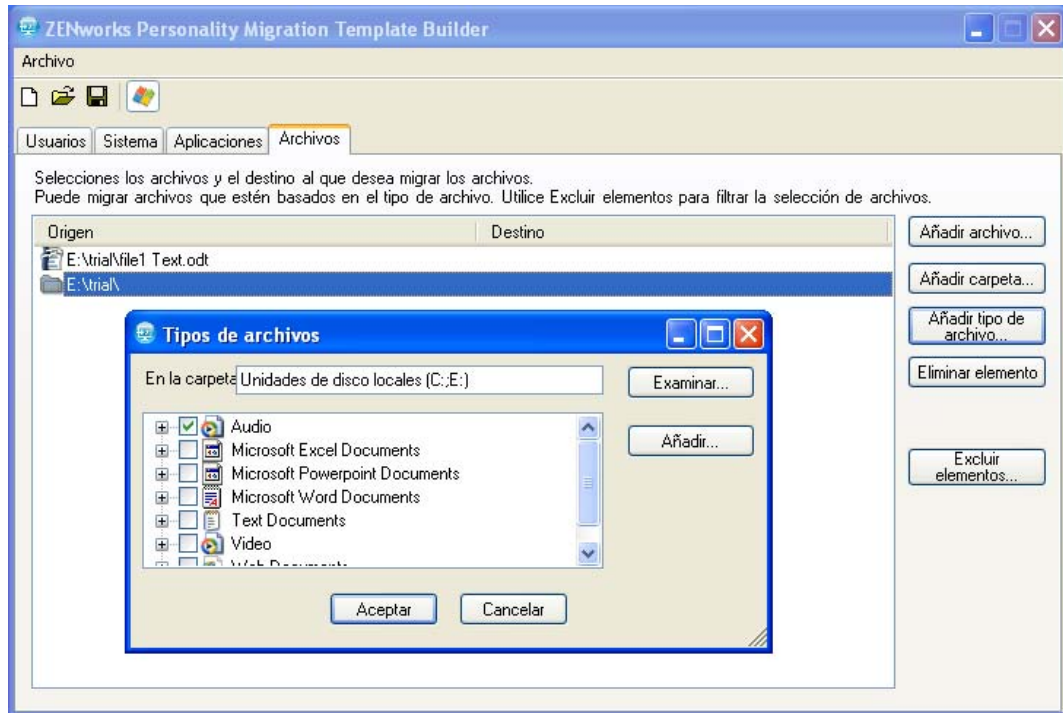 ZENworks Personality Migration Template Builder
Archivo
Usuarios Sistema Aplicaciones Archivos
Selecciones los archivos y el destino al que desea migrar los archivos.
Puede migrar archivos que estén basados en el tipo de archivo. Utilice Excluir elementos para filtrar la selección de archivos.
Origen Destino
E:\trial\file1 Text.odt
E:\trial\
Añadir archivo...
Añadir carpeta...
Añadir tipo de
archivo...
Eliminar elemento
Excluir
elementos...
Tipos de archivos
En la carpeta Unidades de disco locales (C:;E:)
Examinar...
Añadir...
Audio
Microsoft Excel Documents
Microsoft Powerpoint Documents
Microsoft Word Documents
Text Documents
Video
Aceptar Cancelar